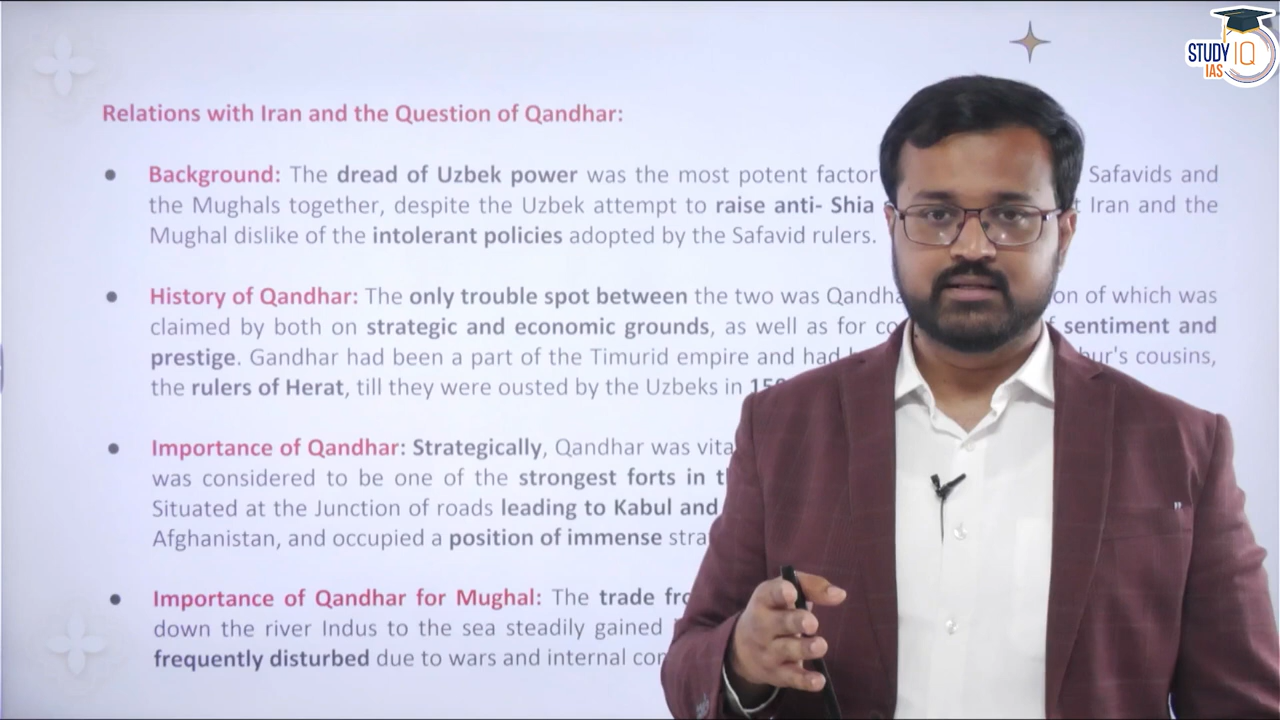 STUDY IQ
IAS
Relations with Iran and the Question of Qandhar:
• Background: The dread of Uzbek power was the most potent factor Safavids and
the Mughals together, despite the Uzbek attempt to raise anti- Shia Iran and the
Mughal dislike of the intolerant policies adopted by the Safavid rulers.
• History of Qandhar: The only trouble spot between the two was of which was
claimed by both on strategic and economic grounds, as well as for sentiment and
prestige. Gandhar had been a part of the Timurid empire and had cousins,
the rulers of Herat, till they were ousted by the Uzbeks in
• Importance of Qandhar: Strategically, Qandhar was
was considered to be one of the strongest forts in
Situated at the Junction of roads leading to Kabul and
Afghanistan, and occupied a position of immense
• Importance of Qandhar for Mughal: The trade
down the river Indus to the sea steadily gained
frequently disturbed due to wars and internal